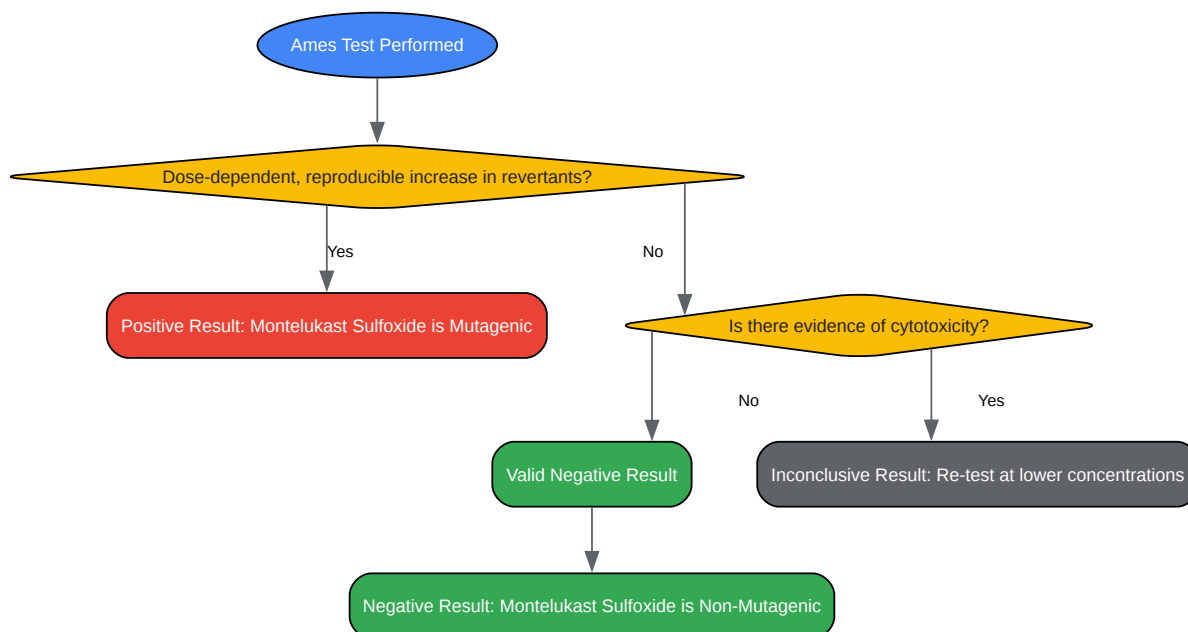 Ames Test Performed
Dose-dependent, reproducible increase in revertants?
Yes
No
Positive Result: Montelukast Sulfoxide is Mutagenic
Is there evidence of cytotoxicity?
No
Yes
Valid Negative Result
Inconclusive Result: Re-test at lower concentrations
Negative Result: Montelukast Sulfoxide is Non-Mutagenic